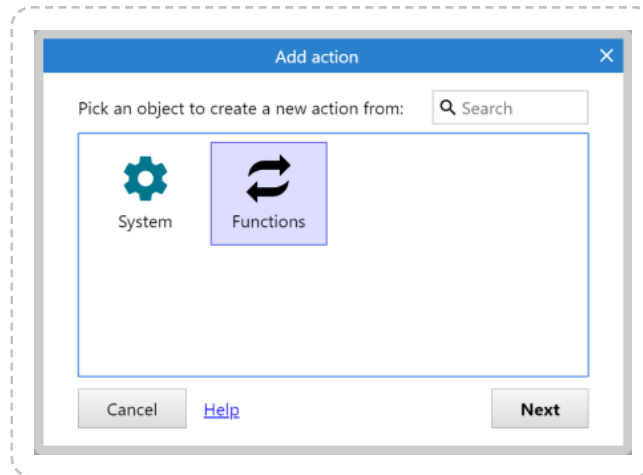 Add action
Pick an object to create a new action from:
Search
System
Functions
Cancel
Help
Next